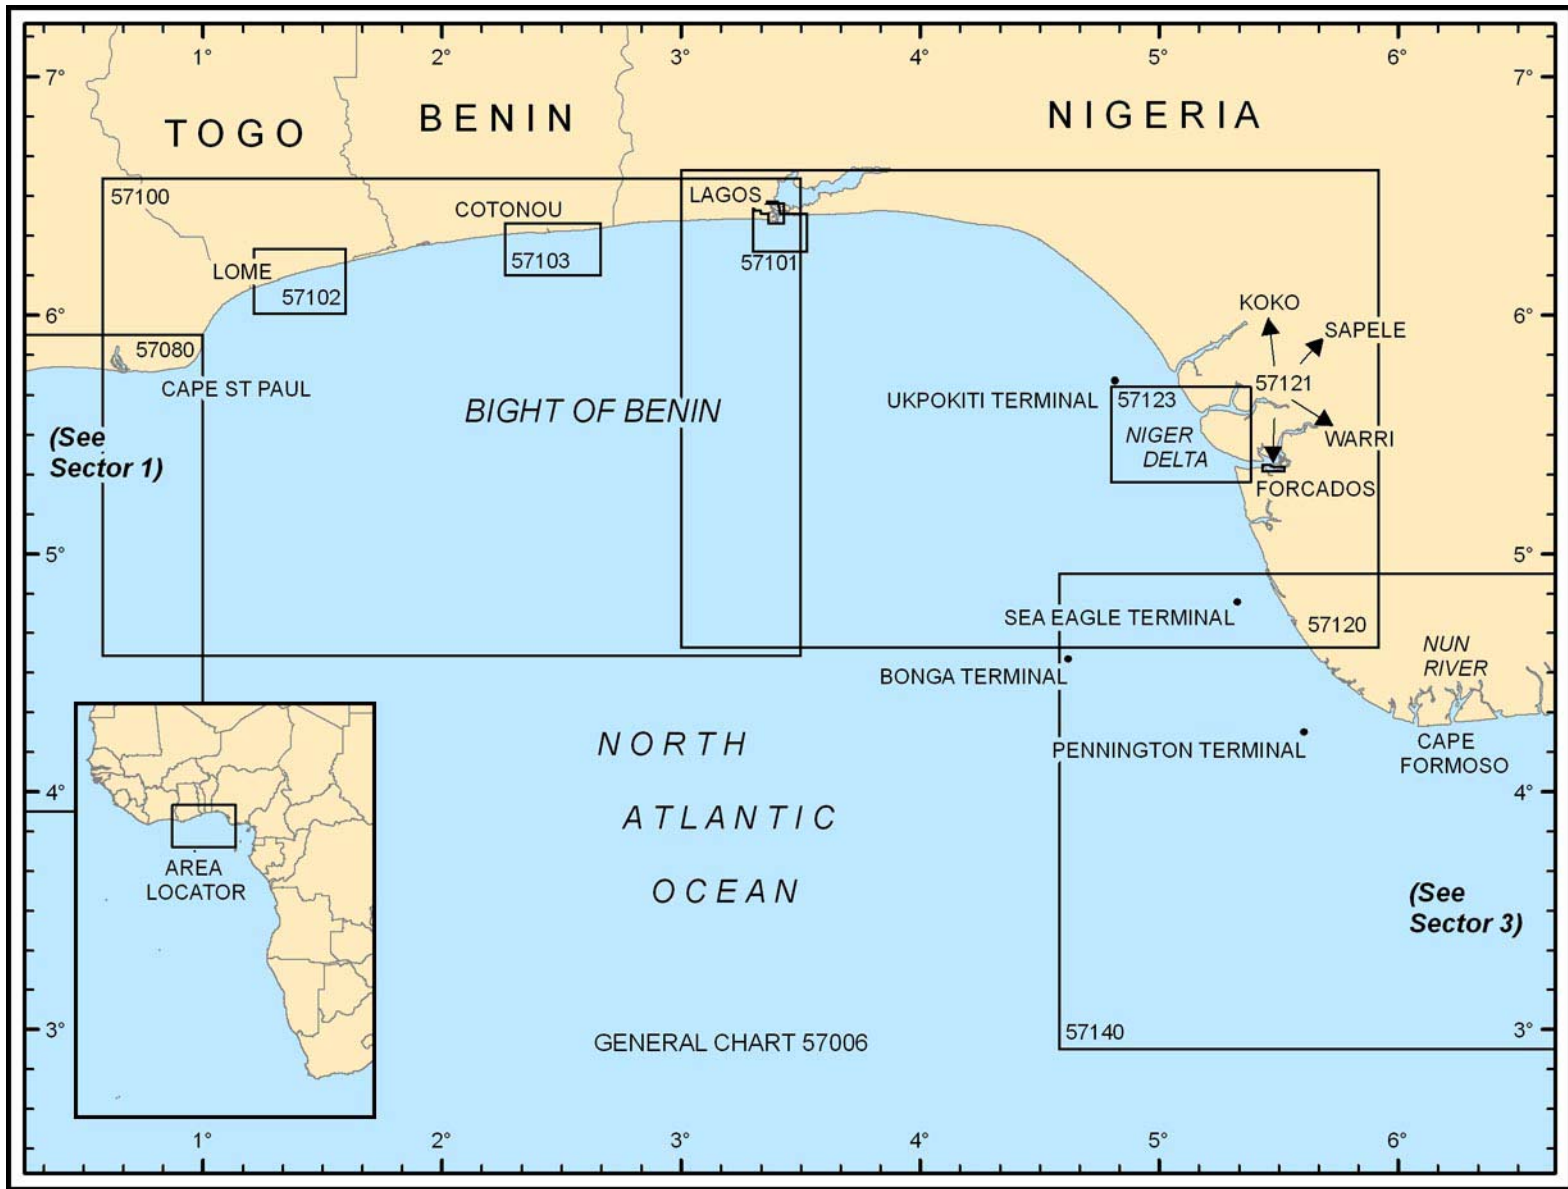 1° 2° 3° 4° 5° 6°
7° 7°
TOGO
BENIN
NIGERIA
57100
LAGOS
COTONOU
57103
57101
LOME
57102
6° 6°
KOKO
SAPELE
57080
CAPE ST PAUL
57121
UKPOKITI TERMINAL
57123
BIGHT OF BENIN
(See
Sector 1)
NIGER
DELTA
WARRI
FORCADOS
5° 5°
SEA EAGLE TERMINAL
57120
BONGA TERMINAL
NUN
RIVER
NORTH
ATLANTIC
OCEAN
PENNINGTON TERMINAL
CAPE
FORMOSO
4° 4°
AREA
LOCATOR
(See
Sector 3)
3° 3°
57140
GENERAL CHART 57006
1° 2° 3° 4° 5° 6°